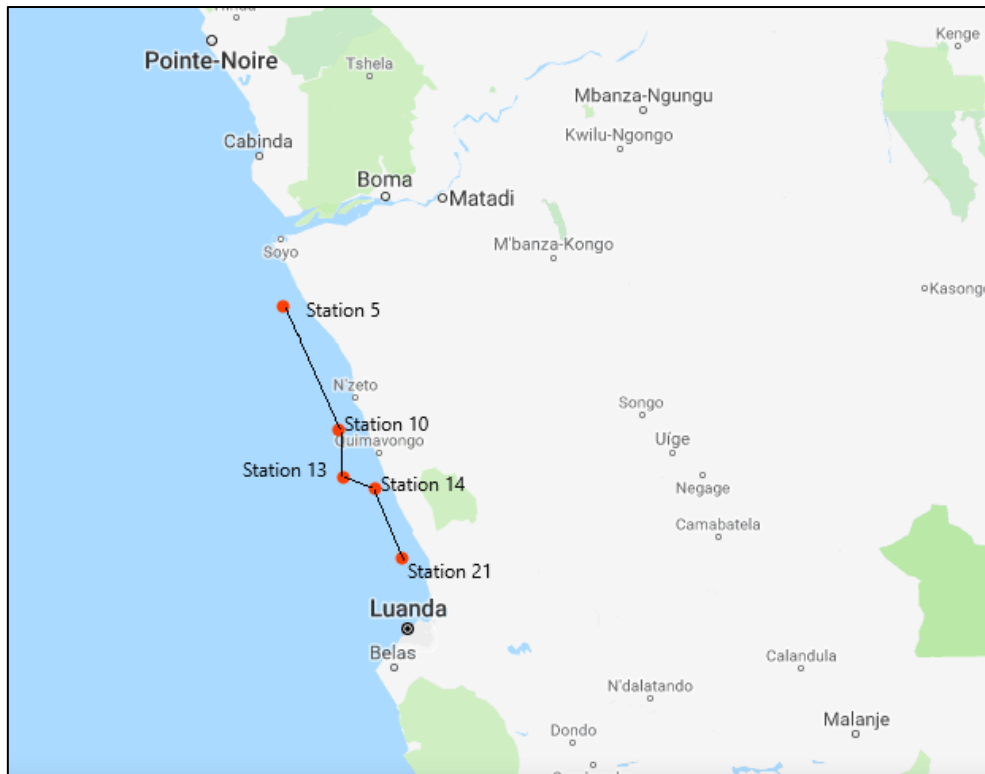 Pointe-Noire
Kenge
Tshela
Mbanza-Ngungu
Kwilu-Ngongo
Cabinda
Boma
Matadi
Soyo
M'banza-Kongo
Kasongo
Station 5
N'zeto
Songo
Station 10
Quimavongo
Uíge
Station 13
Station 14
Negage
Camabatela
Station 21
Luanda
Belas
Calandula
N'dalatando
Malanje
Dondo